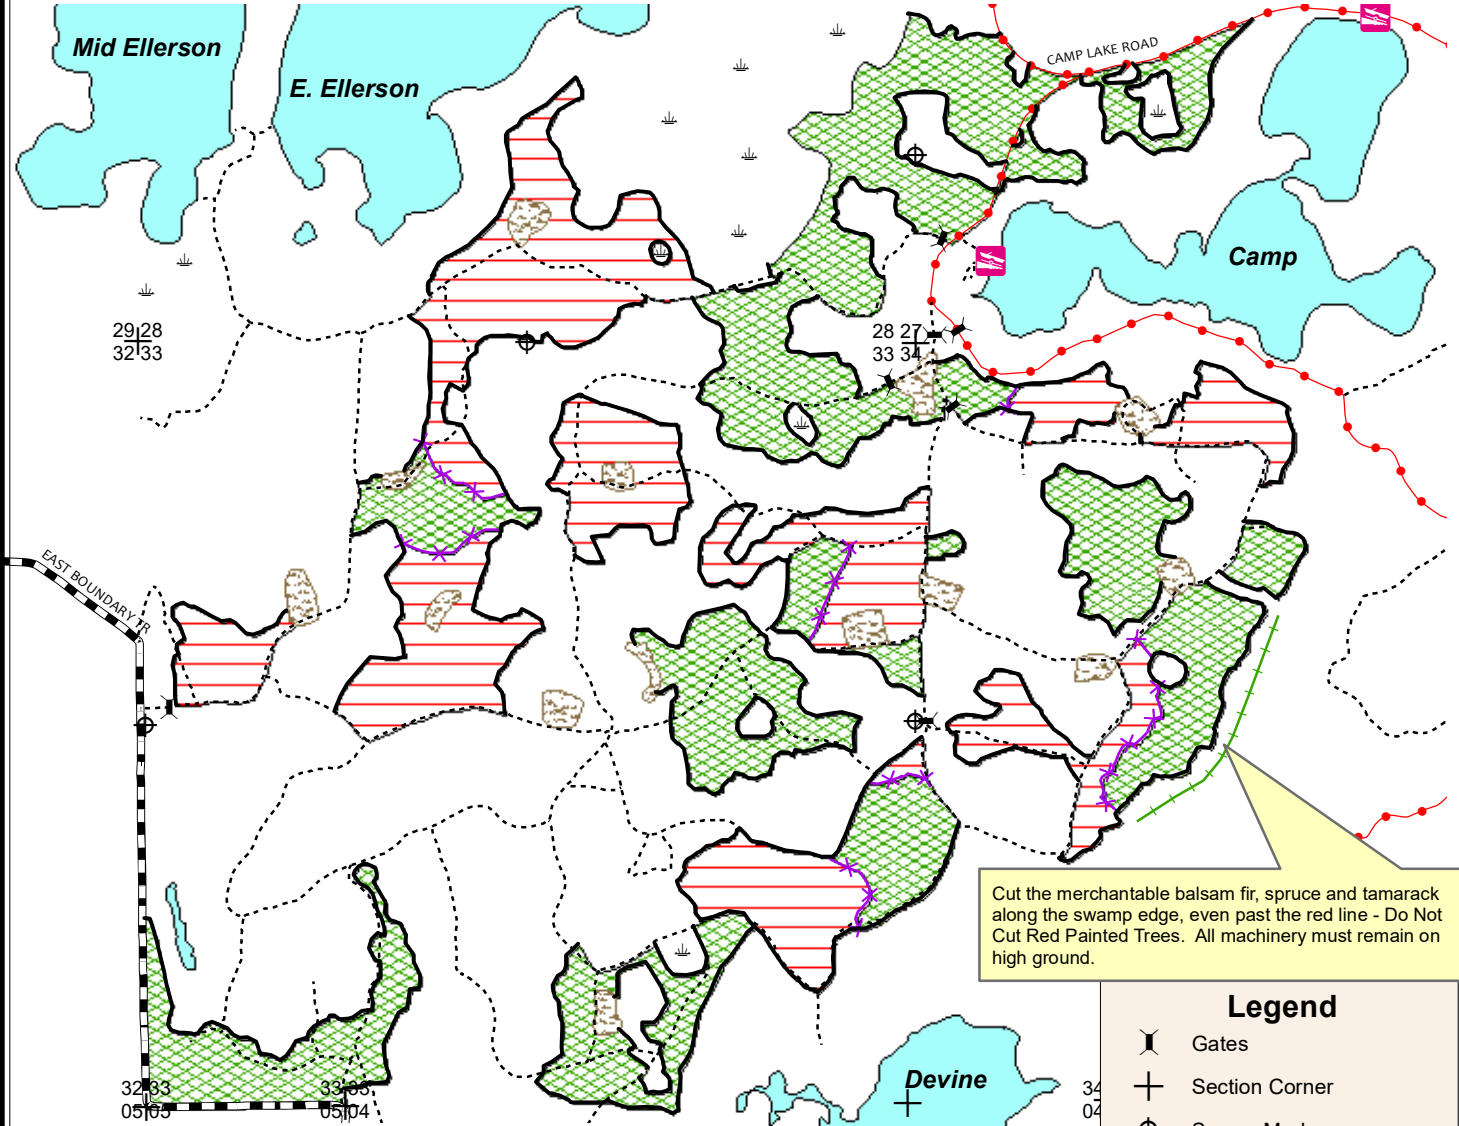 Mid Ellerson
E. Ellerson
CAMP LAKE ROAD
Camp
29 28
32 33
28 27
33 34
EAST BOUNDARY TR
Cut the merchantable balsam fir, spruce and tamarack
along the swamp edge, even past the red line - Do Not
Cut Red Painted Trees. All machinery must remain on
high ground.
Legend
Gates
Section Corner
Devine
32 33
05 05
33 33
05 04
34
04